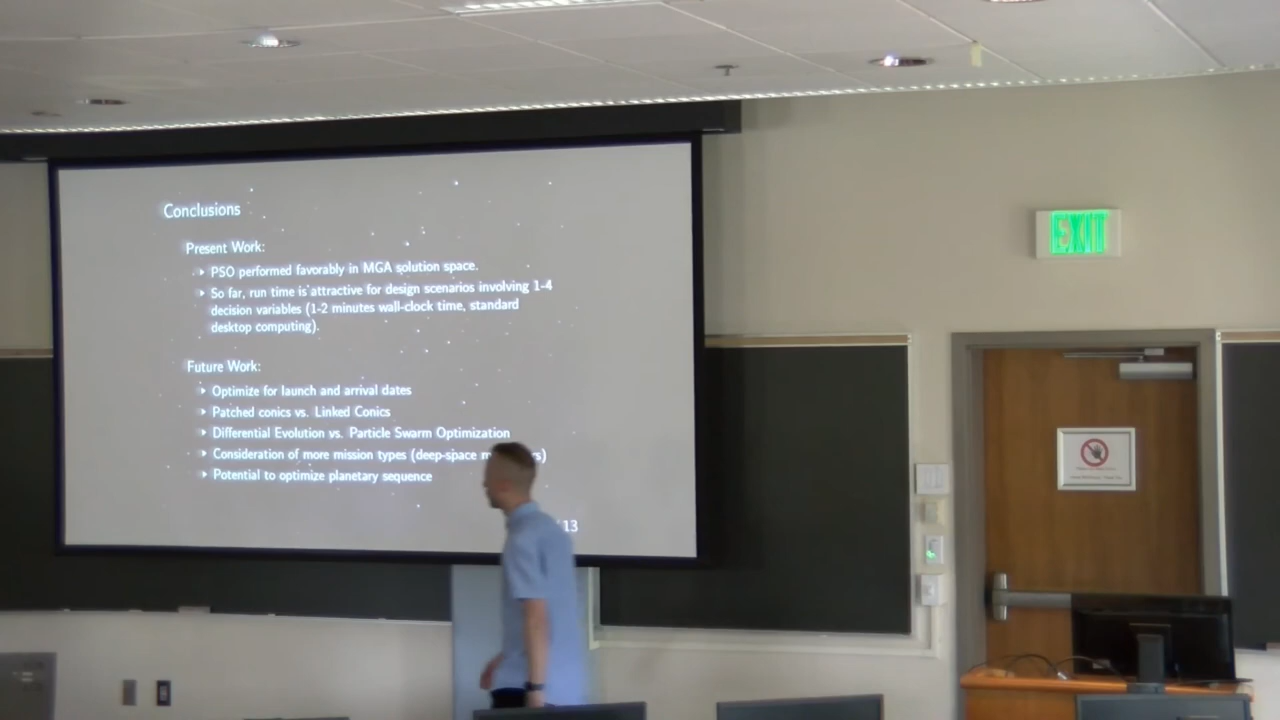 Conclusions
Present Work:
PSO performed favorably in MGA solution space.
So far, run time is attractive for design scenarios involving 1-4
decision variables (1-2 minutes wall-clock time, standard
desktop computing).
Future Work:
Optimize for launch and arrival dates
Patched conics vs. Linked Conics
Differential Evolution vs. Particle Swarm Optimization
Consideration of more mission types (deep-space
Potential to optimize planetary sequence
13
EXIT